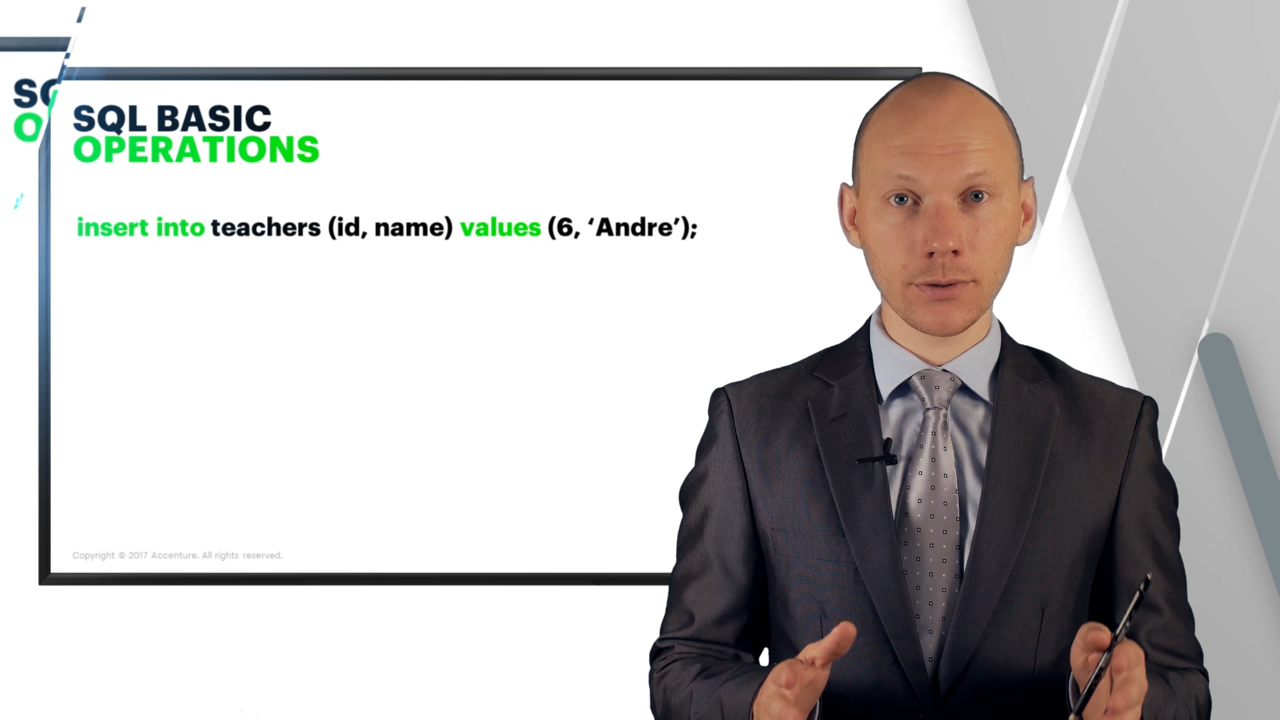 SQL BASIC
OPERATIONS
insert into teachers (id, name) values (6, ‘Andre’);
Copyright © 2017 Accenture. All rights reserved.